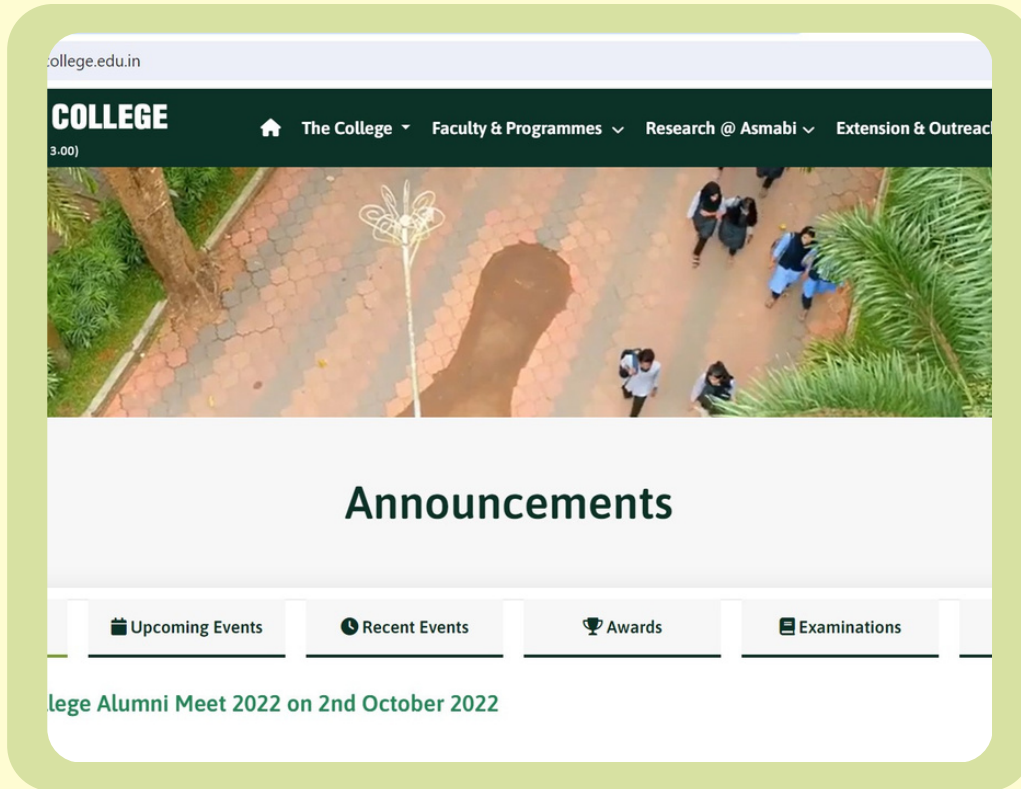 ollege.edu.in
COLLEGE
3.00)
The College
Faculty & Programmes
Research @ Asmabi
Extension & Outreac
Announcements
Upcoming Events
Recent Events
Awards
Examinations
llege Alumni Meet 2022 on 2nd October 2022